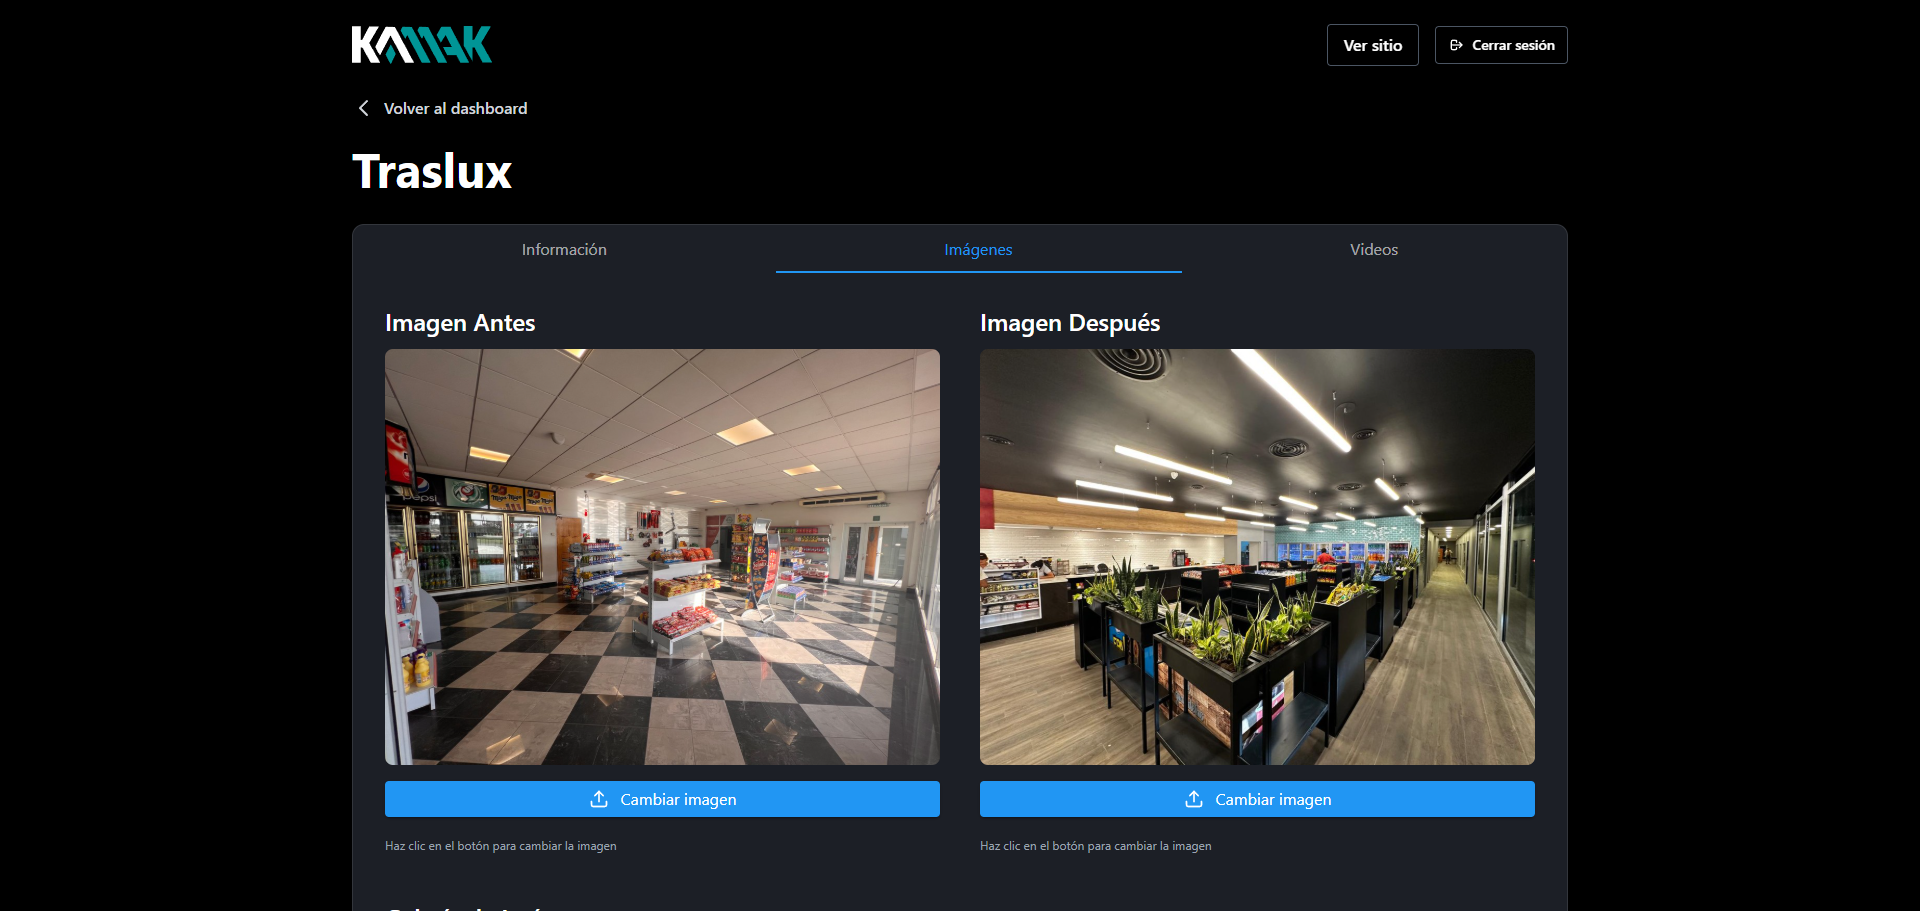 KAMAK
Ver sitio
Cerrar sesión
Volver al dashboard
Traslux
Información
Imágenes
Videos
Imagen Antes
Imagen Después
pepsi
Cambiar imagen
Cambiar imagen
Haz clic en el botón para cambiar la imagen
Haz clic en el botón para cambiar la imagen